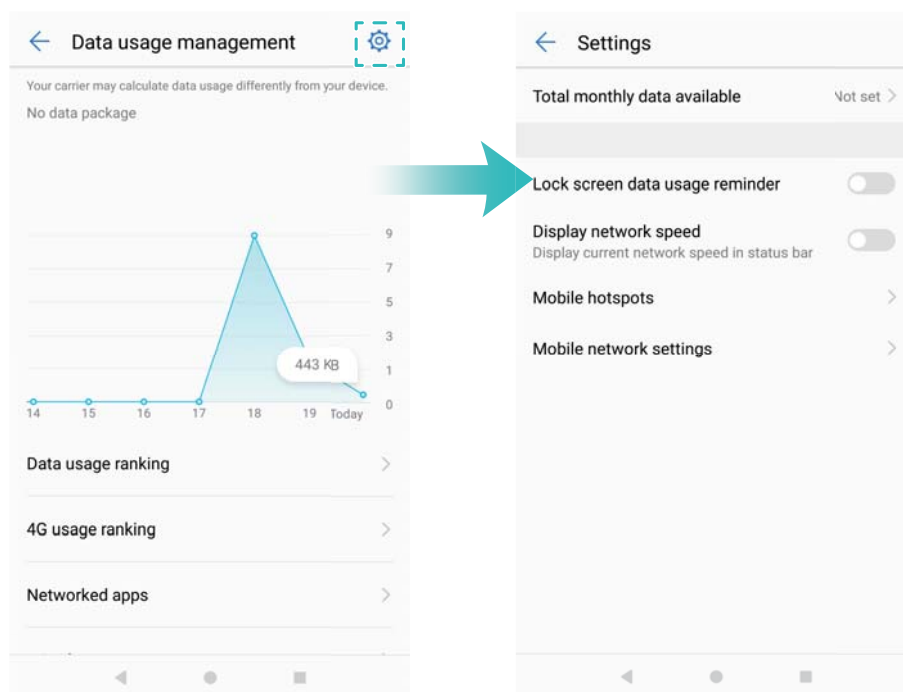 Data usage management
Your carrier may calculate data usage differently from your device.
No data package
9
7
5
3
443 KB
1
0
14 15 16 17 18 19 Today
Data usage ranking
4G usage ranking
Networked apps
Settings
Total monthly data available
Not set
Lock screen data usage reminder
Display network speed
Display current network speed in status bar
Mobile hotspots
Mobile network settings